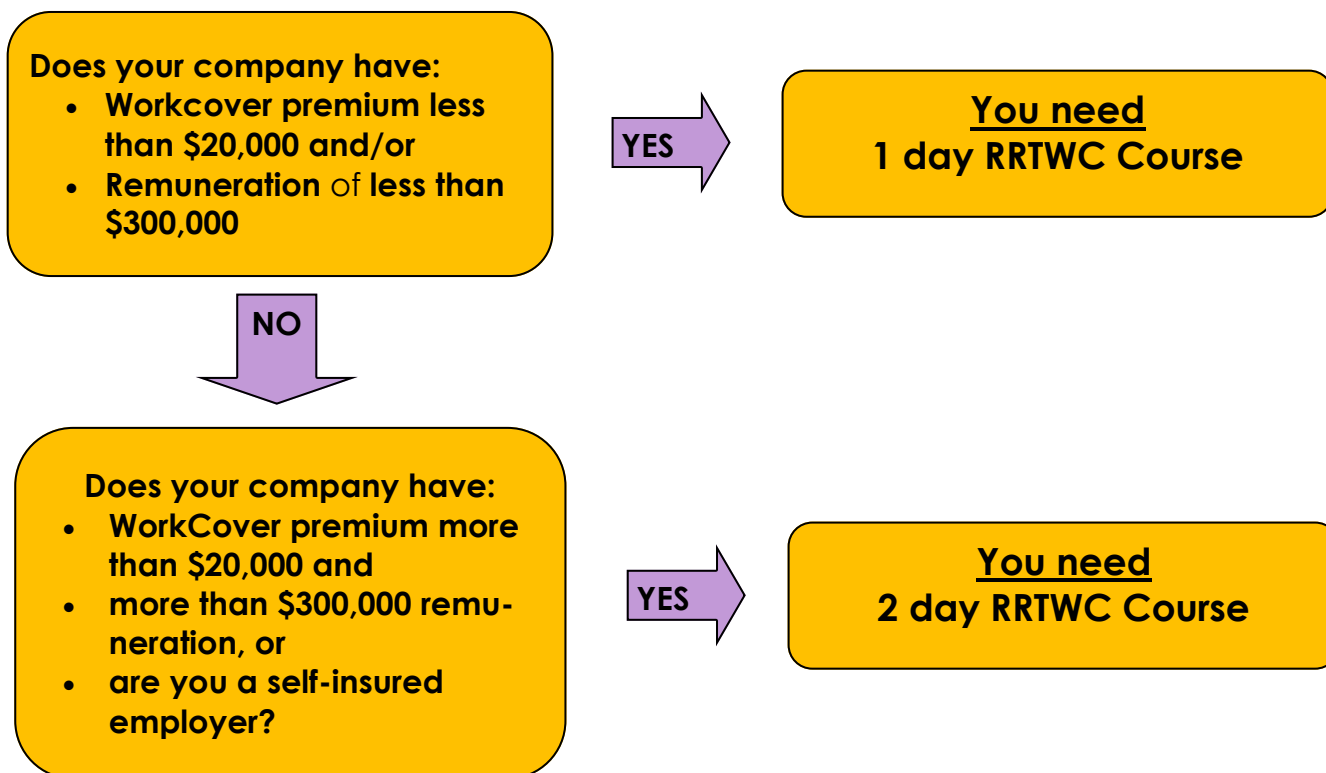 Does your company have:
• Workcover premium less
than $20,000 and/or
• Remuneration of less than
$300,000
YES
You need
1 day RRTWC Course
NO
Does your company have:
• WorkCover premium more
than $20,000 and
• more than $300,000 remu-
neration, or
• are you a self-insured
employer?
YES
You need
2 day RRTWC Course